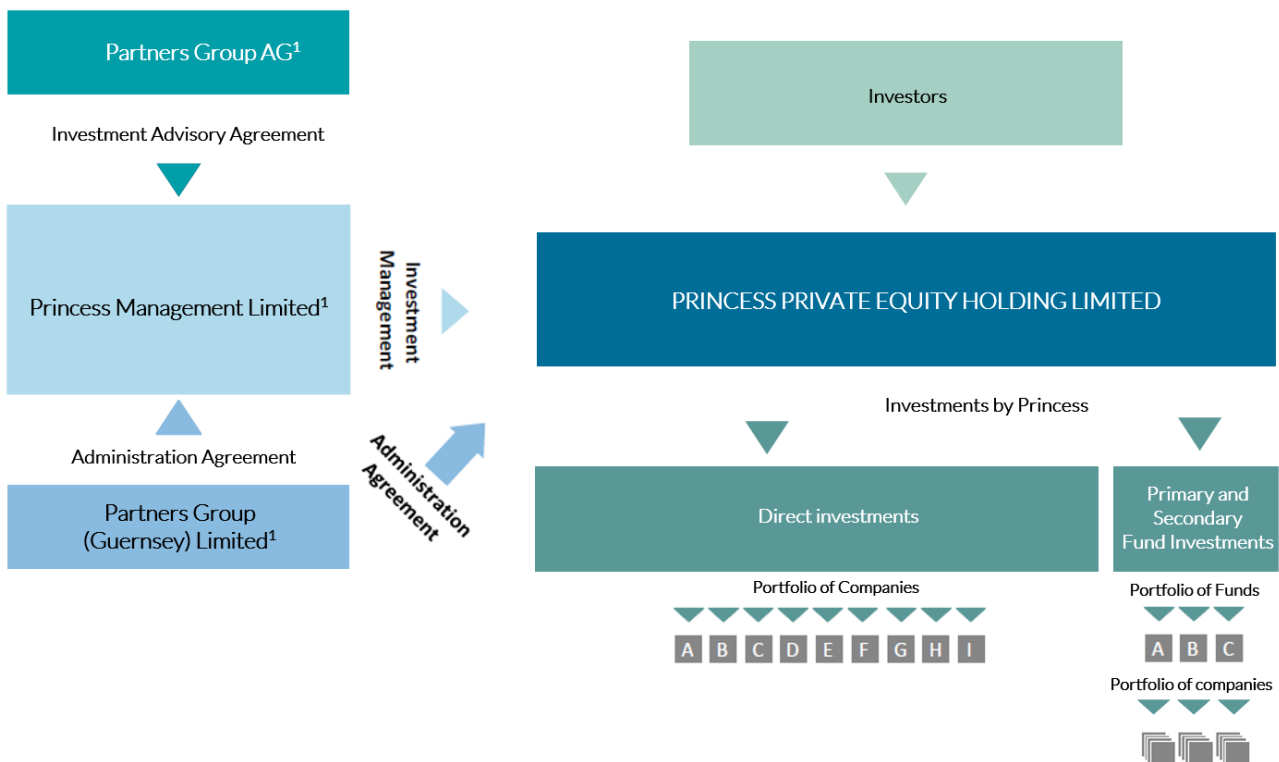 Partners Group AG¹
Investment Advisory Agreement
Princess Management Limited¹
Administration Agreement
Partners Group
(Guernsey) Limited¹
Investment
Management
Administration
Agreement
Investors
PRINCESS PRIVATE EQUITY HOLDING LIMITED
Investments by Princess
Direct investments
Portfolio of Companies
A B C D E F G H I
Primary and
Secondary
Fund Investments
Portfolio of Funds
A B C
Portfolio of companies